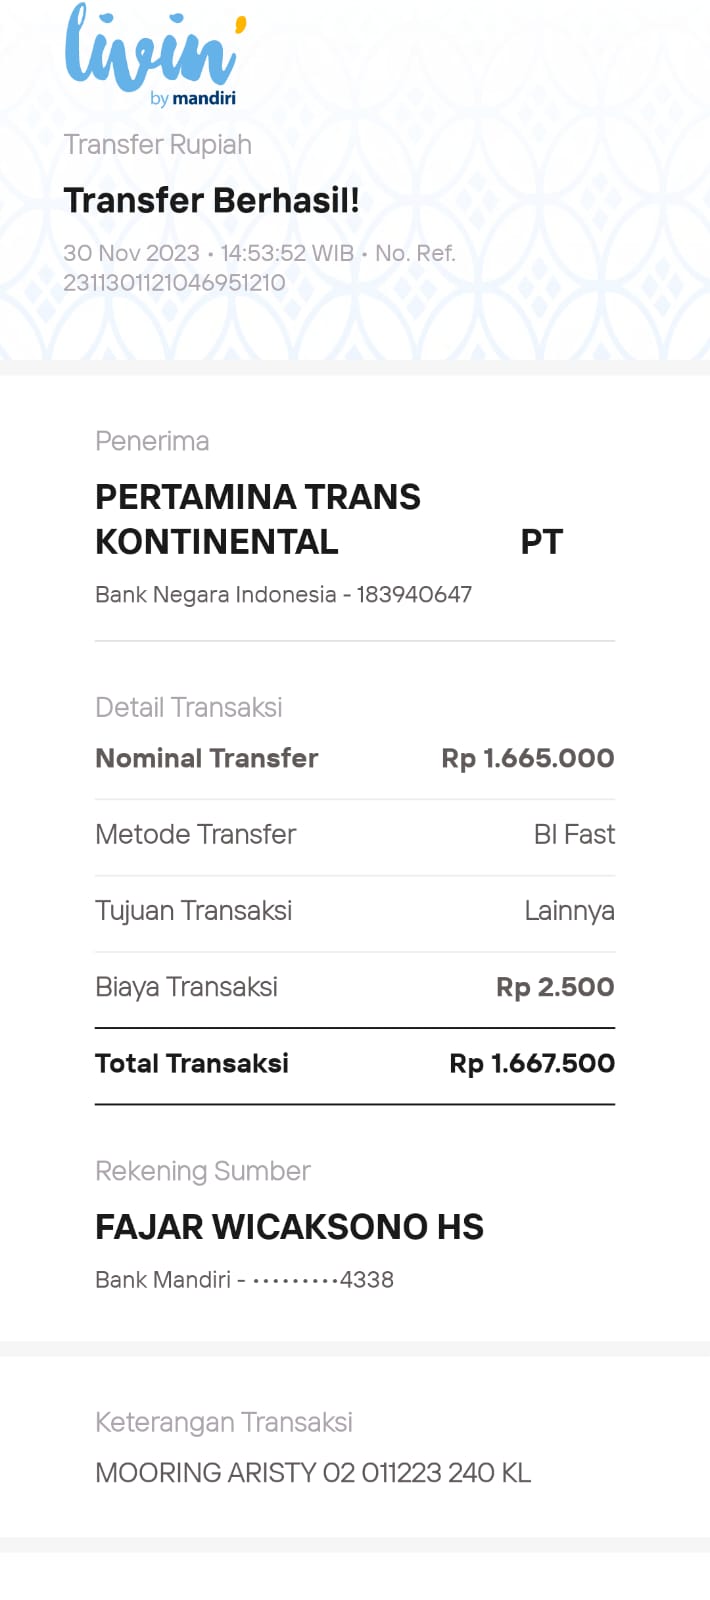 livin'
by mandiri
Transfer Rupiah
Transfer Berhasil!
30 Nov 2023 • 14:53:52 WIB • No. Ref.
2311301121046951210
Penerima
PERTAMINA TRANS
KONTINENTAL PT
Bank Negara Indonesia - 183940647
Detail Transaksi
Nominal Transfer Rp 1.665.000
Metode Transfer BI Fast
Tujuan Transaksi Lainnya
Biaya Transaksi Rp 2.500
Total Transaksi Rp 1.667.500
Rekening Sumber
FAJAR WICAKSONO HS
Bank Mandiri - •••••••••4338
Keterangan Transaksi
MOORING ARISTY 02 011223 240 KL